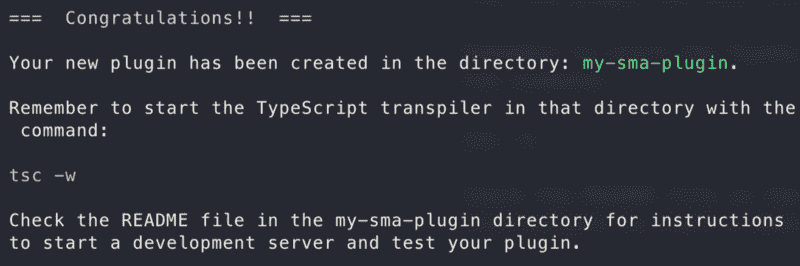 ===  Congratulations!!  ===
Your new plugin has been created in the directory: my-sma-plugin.
Remember to start the TypeScript transpiler in that directory with the
command:
tsc -w
Check the README file in the my-sma-plugin directory for instructions
to start a development server and test your plugin.